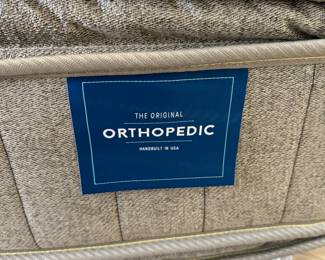 THE ORIGINAL
ORTHOPEDIC
HANDBUILT IN USA